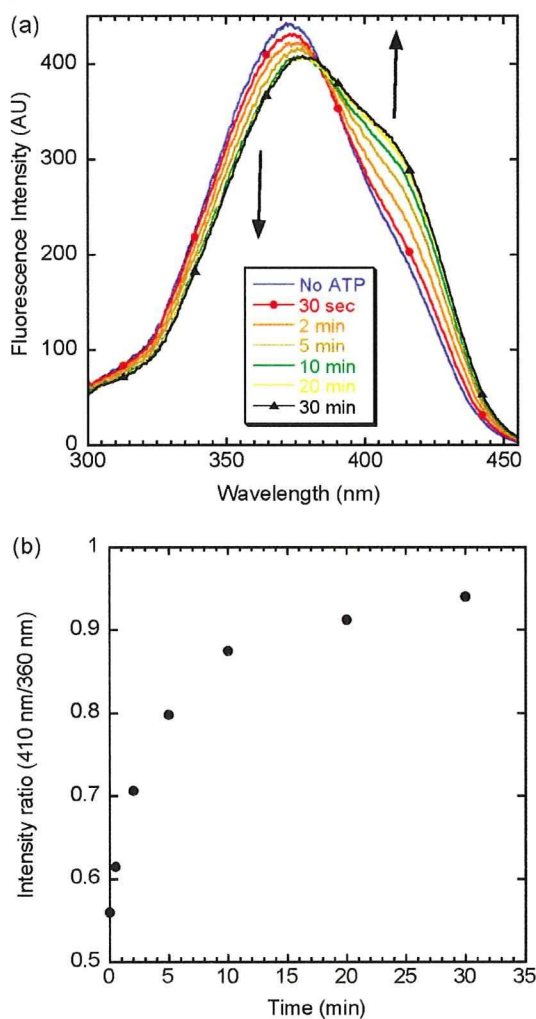 (a)
Fluorescence Intensity (AU)
400
300
200
100
0
No ATP
30 sec
2 min
5 min
10 min
20 min
30 min
300 350 400 450
Wavelength (nm)
(b)
Intensity ratio (410 nm/360 nm)
1
0.9
0.8
0.7
0.6
0.5
0 5 10 15 20 25 30 35
Time (min)